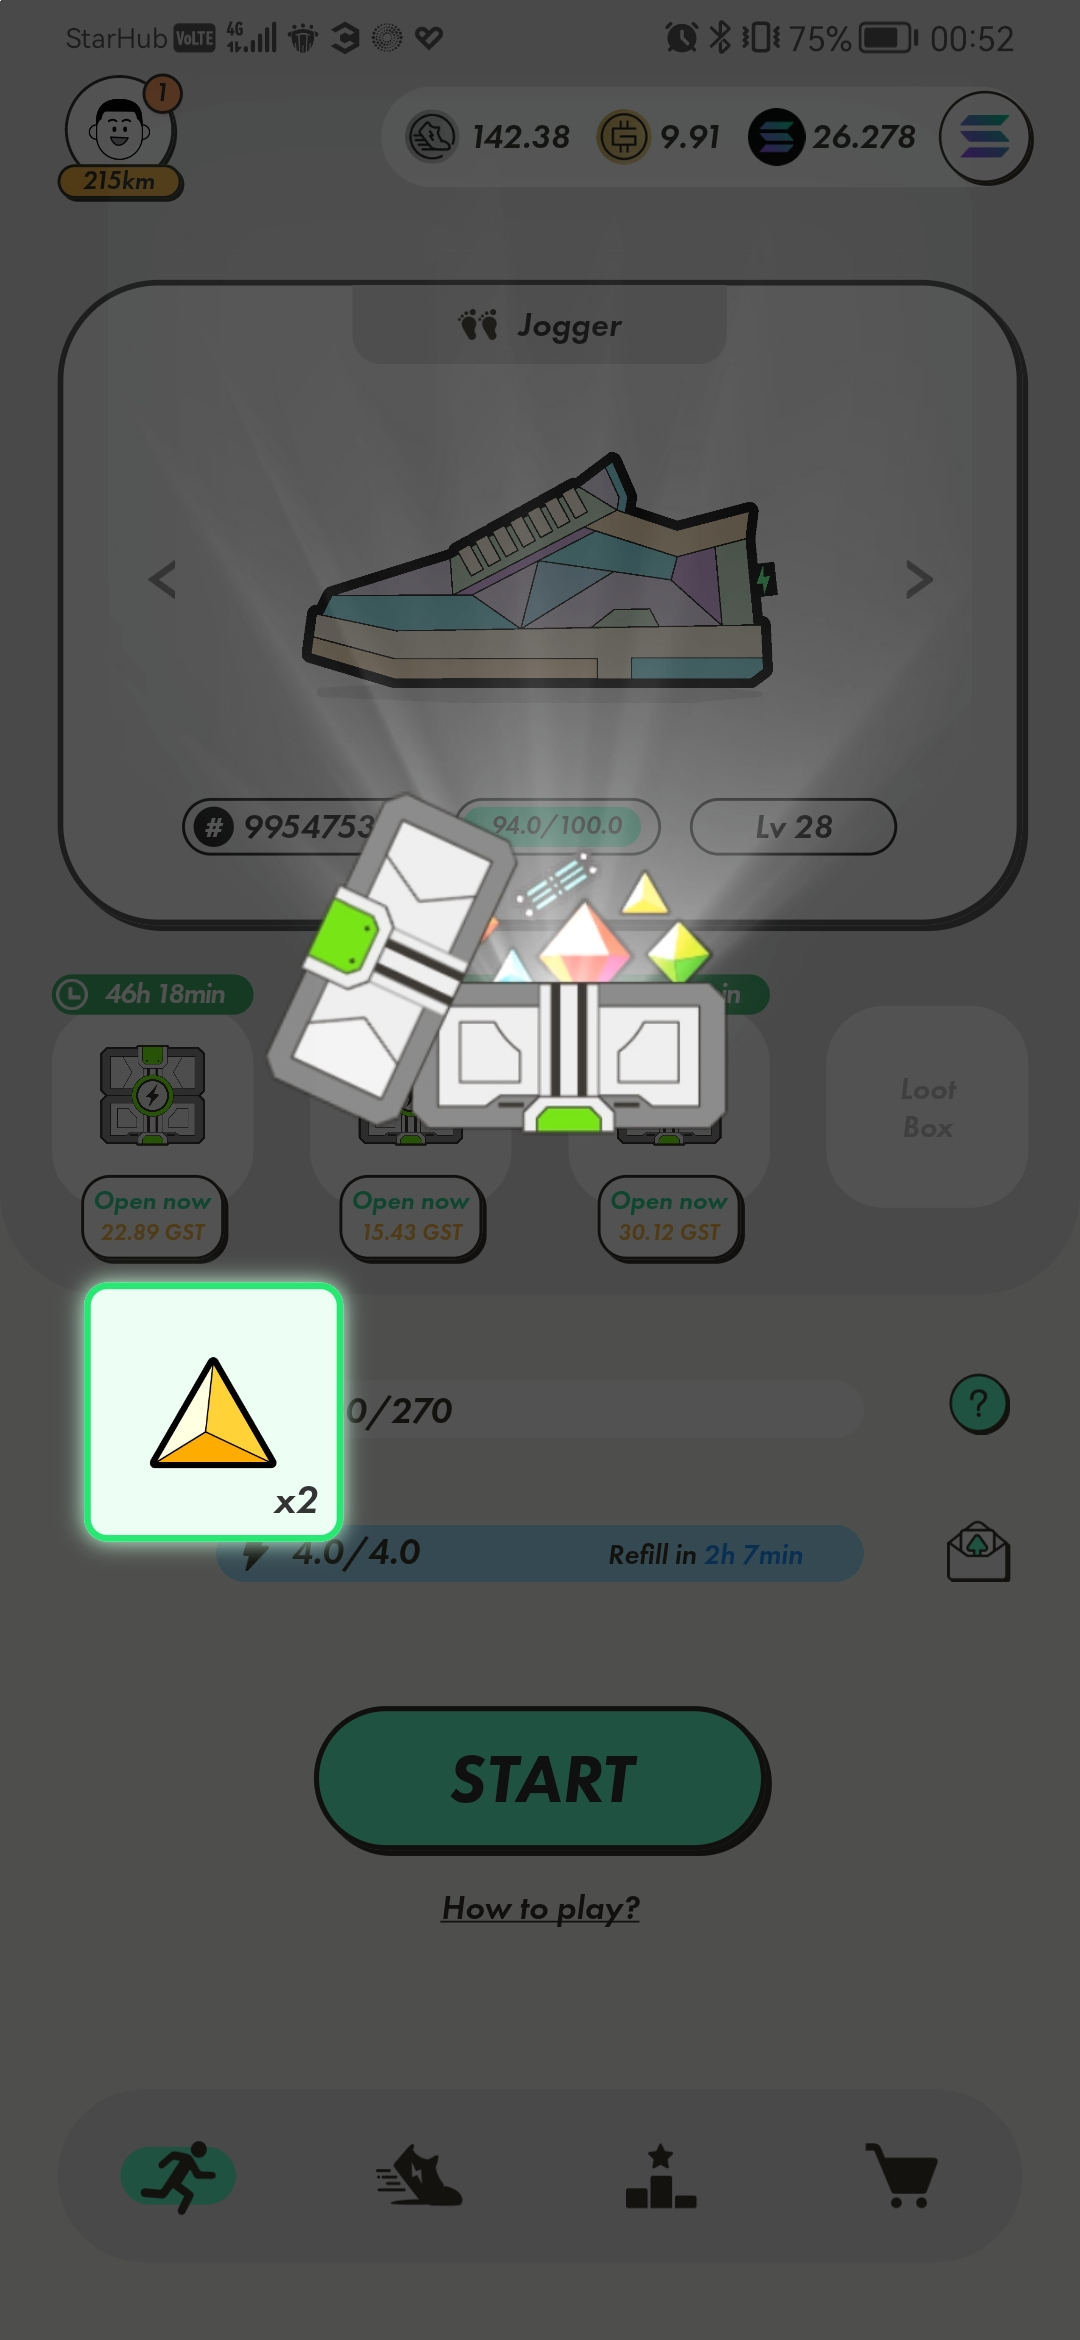 StarHub VoLTE 4G 75% 00:52
1
215km
142.38 9.91 26.278
Jogger
# 9954753
94.0/100.0
Lv 28
46h 18min
in
Loot
Box
Open now
22.89 GST
Open now
15.43 GST
Open now
30.12 GST
x2
0/270
?
4.0/4.0
Refill in 2h 7min
START
How to play?